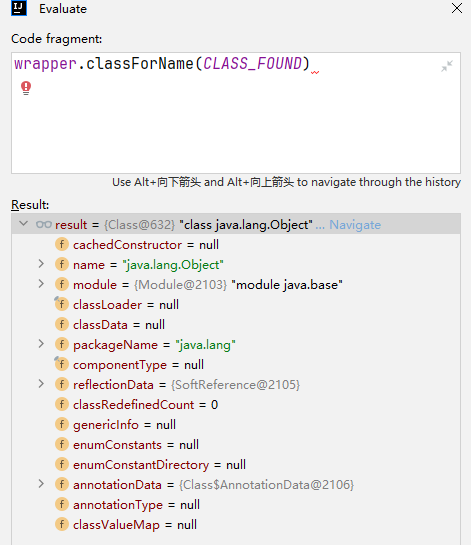 IJ Evaluate
Code fragment:
wrapper.classForName(CLASS_FOUND)
Use Alt+向下箭头 and Alt+向上箭头 to navigate through the history
Result:
result = {Class@632} "class java.lang.Object" ... Navigate
f cachedConstructor = null
f name = "java.lang.Object"
f module = {Module@2103} "module java.base"
f classLoader = null
f classData = null
f packageName = "java.lang"
f componentType = null
f reflectionData = {SoftReference@2105}
f classRedefinedCount = 0
f genericInfo = null
f enumConstants = null
f enumConstantDirectory = null
f annotationData = {Class$AnnotationData@2106}
f annotationType = null
f classValueMap = null